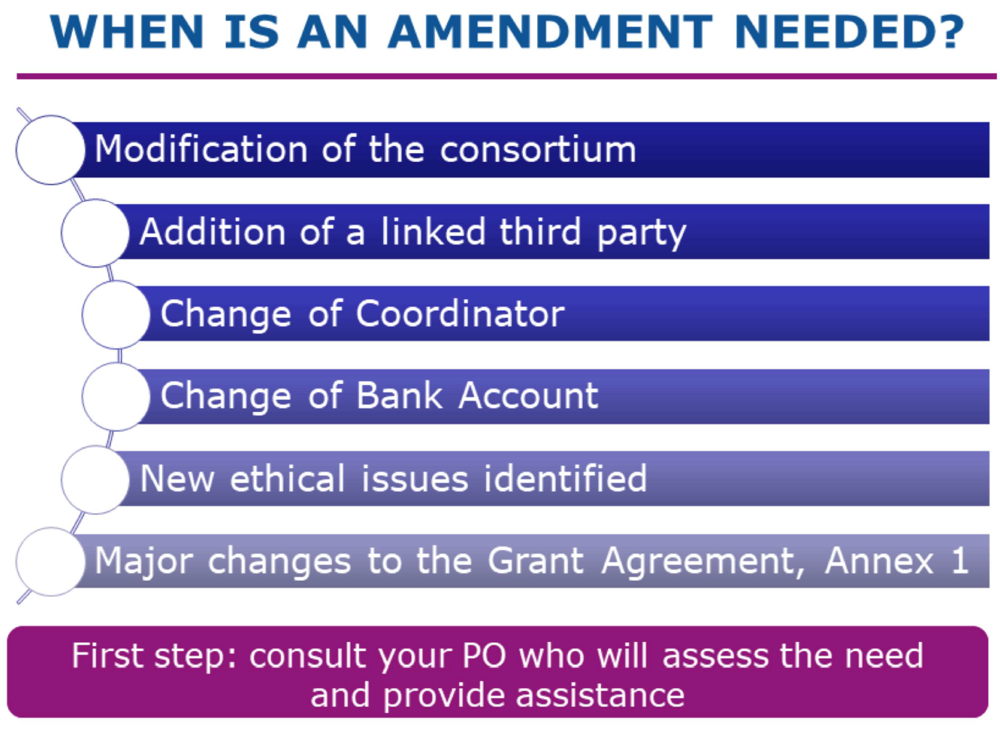 WHEN IS AN AMENDMENT NEEDED?
Modification of the consortium
Addition of a linked third party
Change of Coordinator
Change of Bank Account
New ethical issues identified
Major changes to the Grant Agreement, Annex 1
First step: consult your PO who will assess the need
and provide assistance